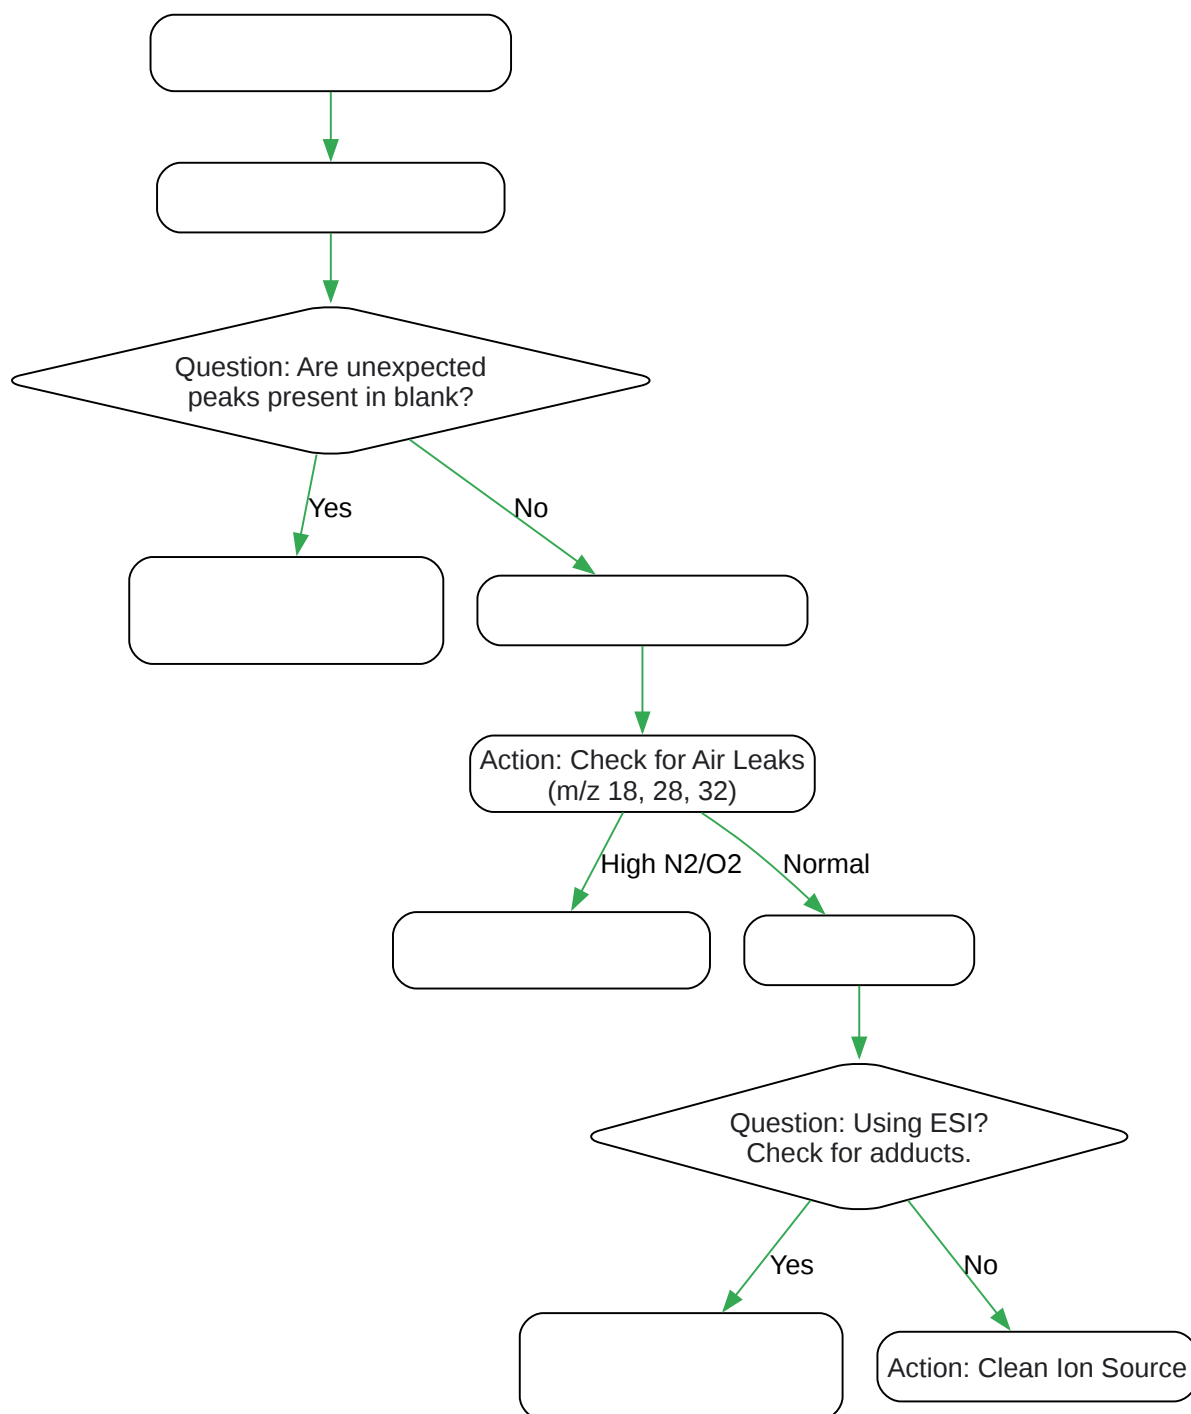 Question: Are unexpected
peaks present in blank?
Yes
No
Action: Check for Air Leaks
(m/z 18, 28, 32)
High N2/O2
Normal
Question: Using ESI?
Check for adducts.
Yes
No
Action: Clean Ion Source